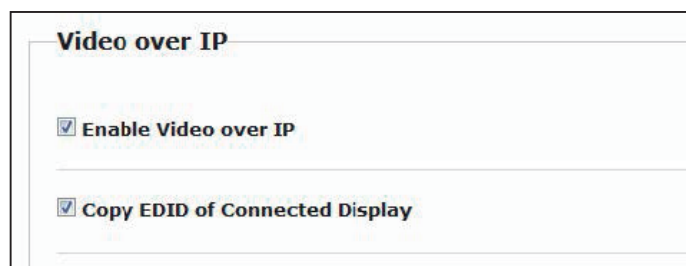 Video over IP
Enable Video over IP
Copy EDID of Connected Display